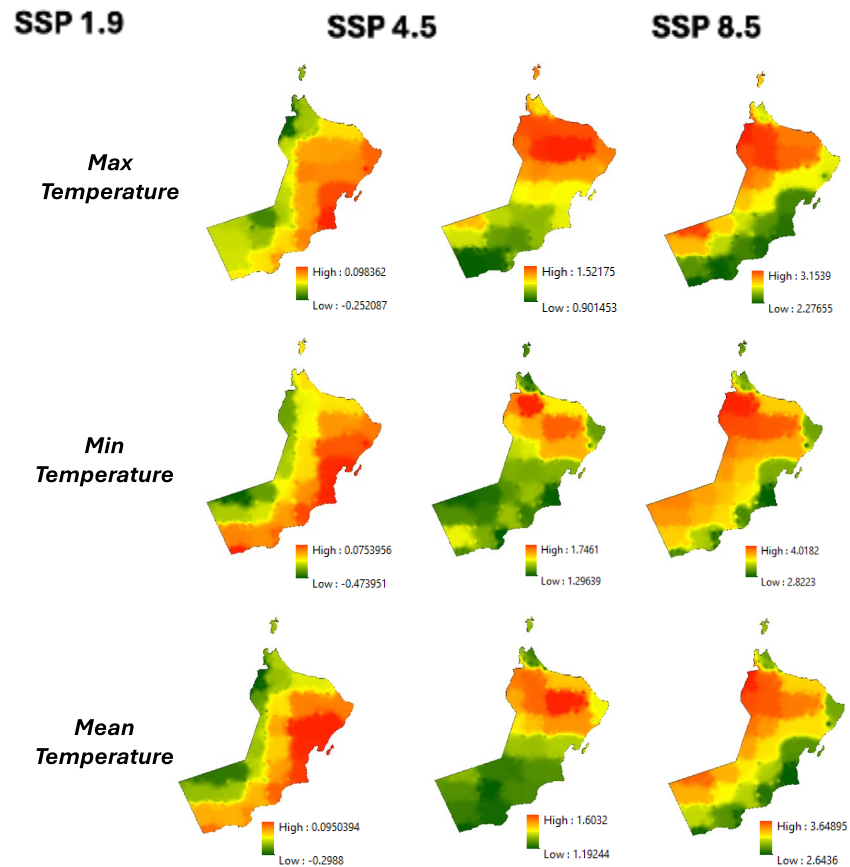 SSP 1.9
SSP 4.5
SSP 8.5
Max
Temperature
High : 0.098362
Low : -0.252087
High : 1.52175
Low : 0.901453
High : 3.1539
Low : 2.27655
Min
Temperature
High : 0.0753956
Low : -0.473951
High : 1.7461
Low : 1.29639
High : 4.0182
Low : 2.8223
Mean
Temperature
High : 0.0950394
Low : -0.2988
High : 1.6032
Low : 1.19244
High : 3.64895
Low : 2.6436